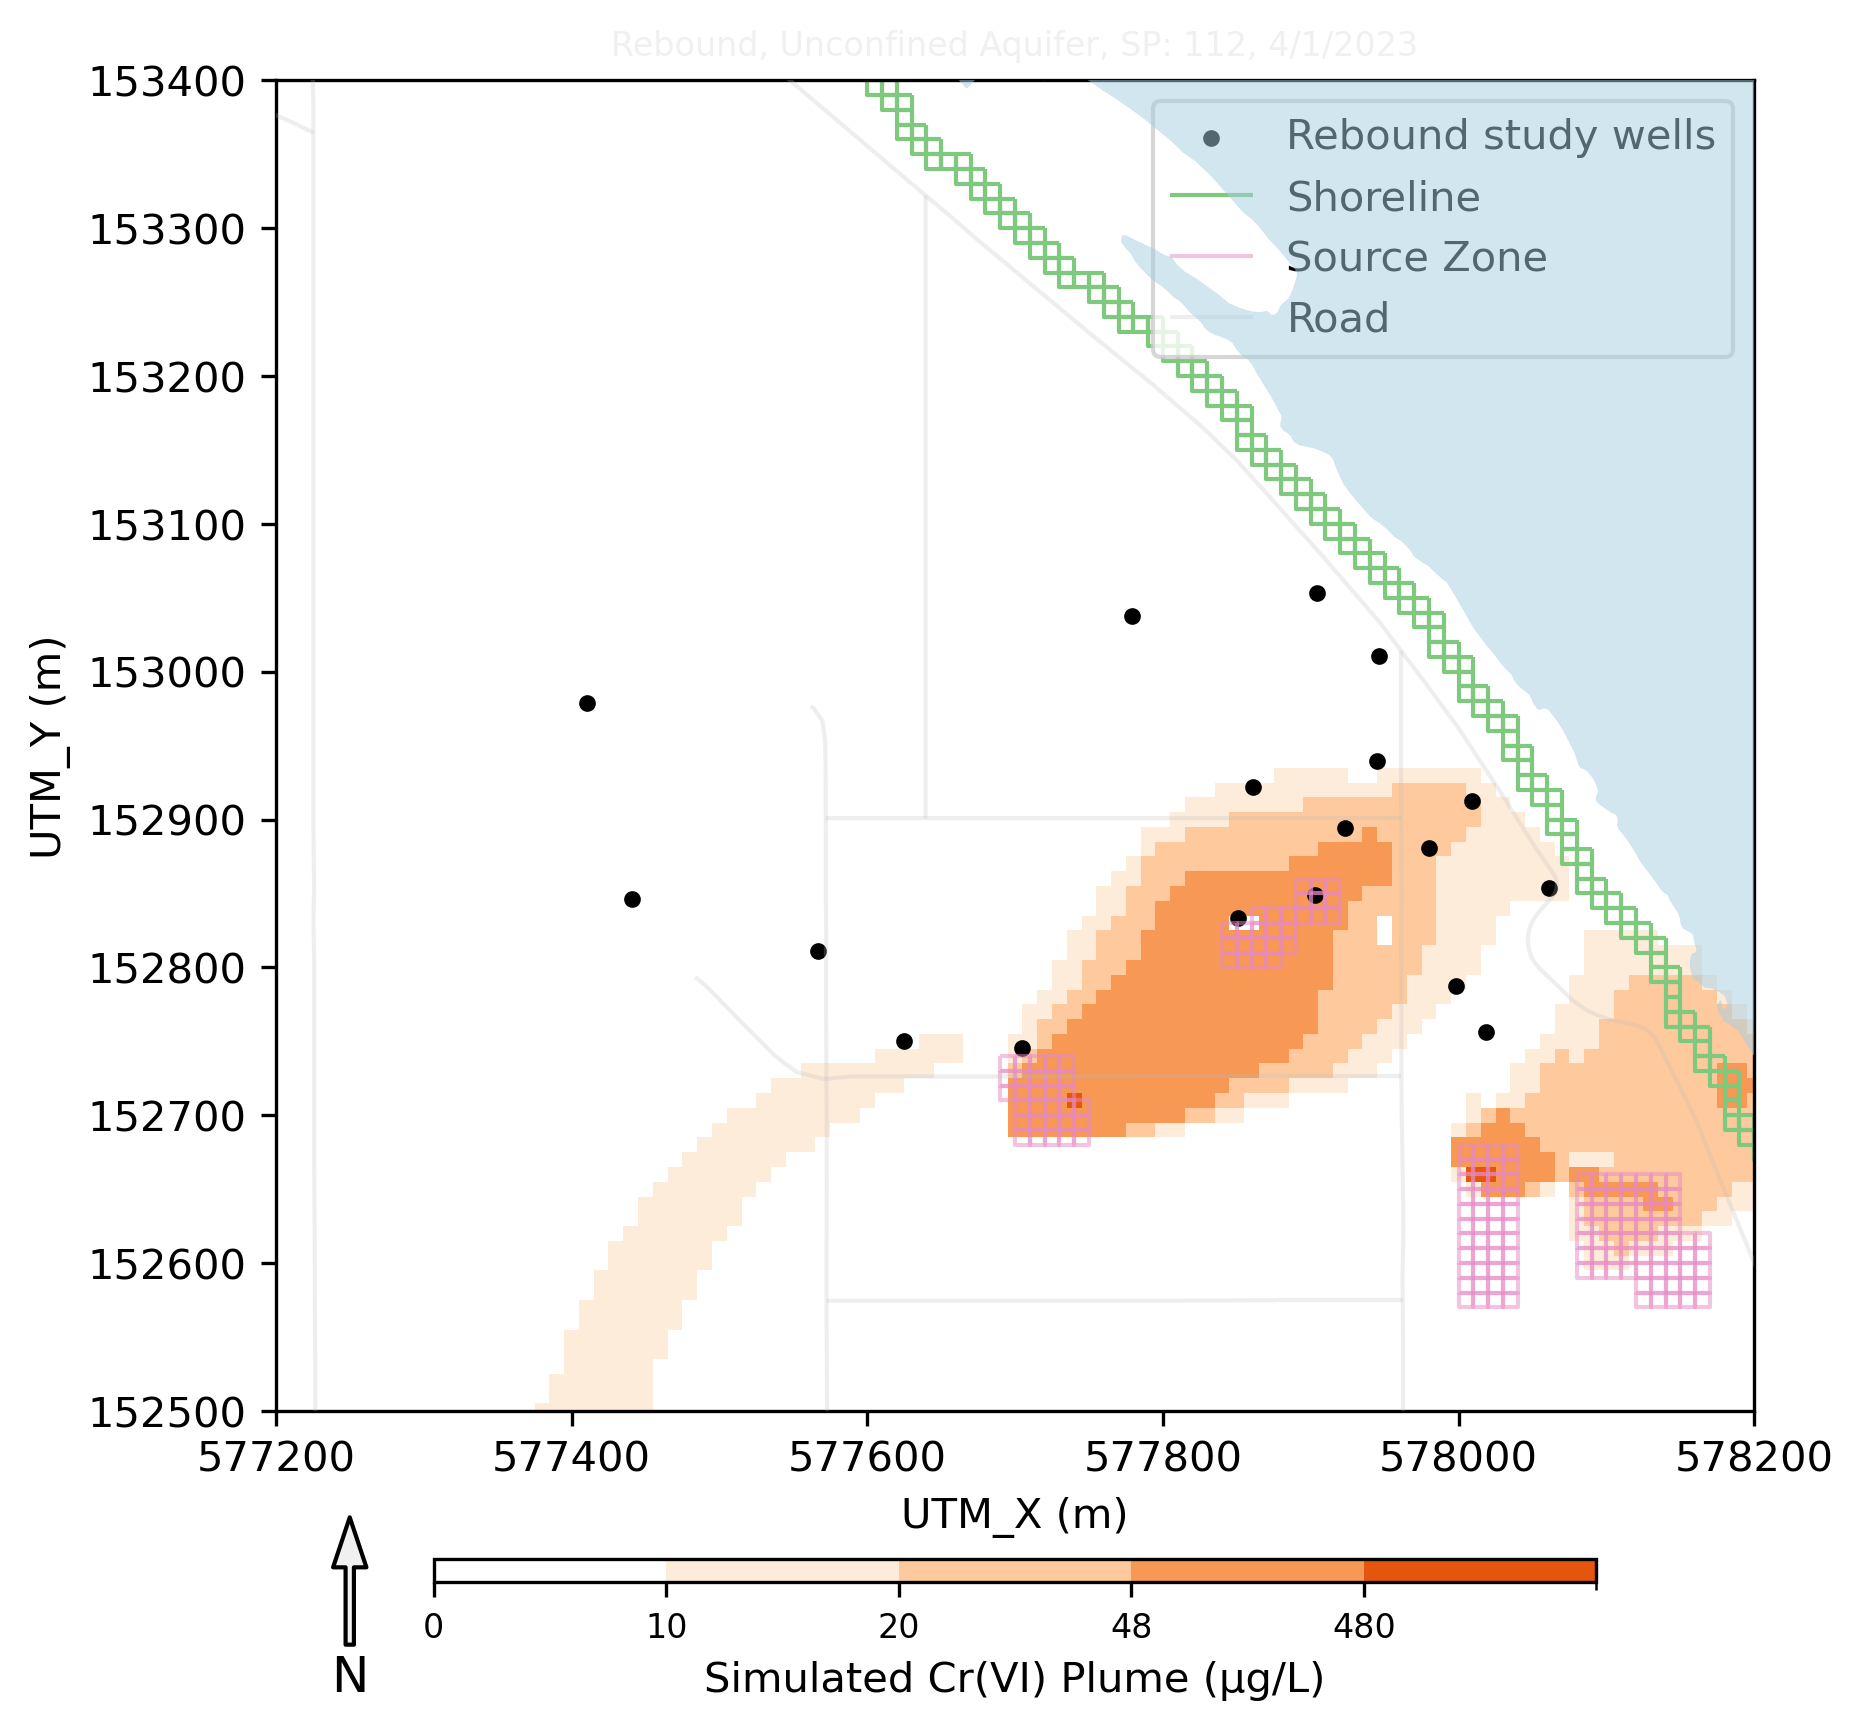 Rebound, Unconfined Aquifer, SP: 112, 4/1/2023
153400
153300
153200
153100
153000
152900
152800
152700
152600
152500
UTM_Y (m)
Rebound study wells
Shoreline
Source Zone
Road
577200 577400 577600 577800 578000 578200
UTM_X (m)
N
0 10 20 48 480
Simulated Cr(VI) Plume (µg/L)